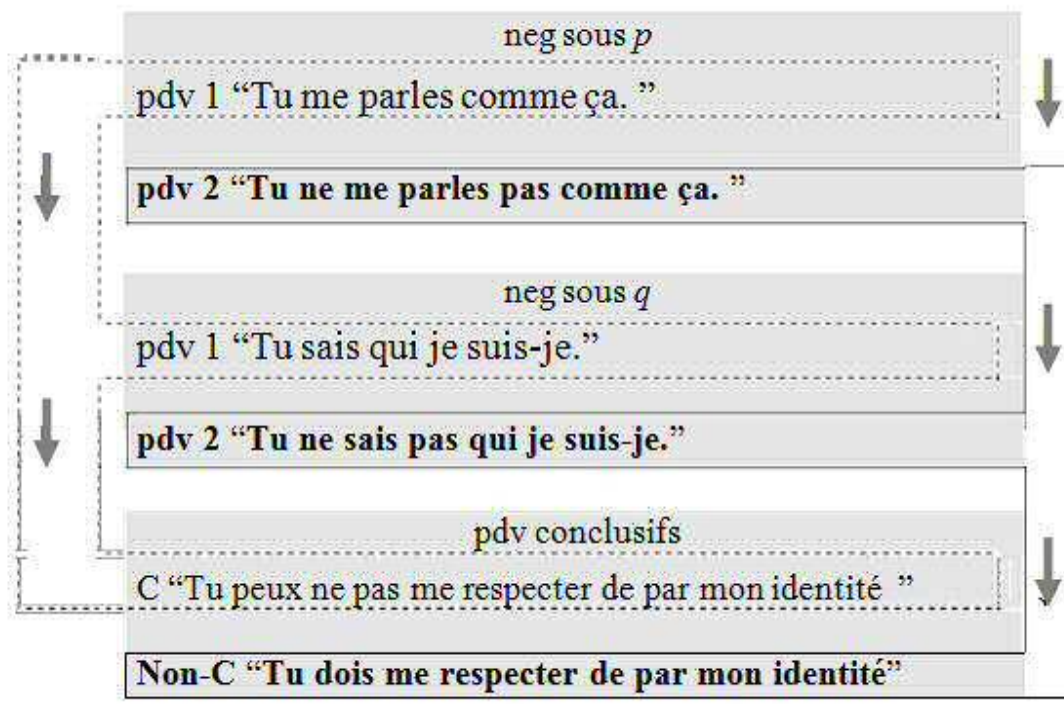 neg sous p
pdv 1 “Tu me parles comme ça. ”
pdv 2 “Tu ne me parles pas comme ça. ”
neg sous q
pdv 1 “Tu sais qui je suis-je.”
pdv 2 “Tu ne sais pas qui je suis-je.”
pdv conclusifs
C “Tu peux ne pas me respecter de par mon identité ”
Non-C “Tu dois me respecter de par mon identité”